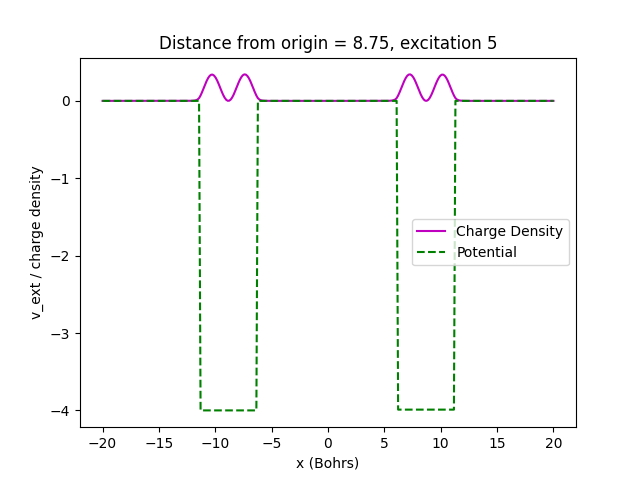 Distance from origin = 8.75, excitation 5
v_ext / charge density
0
−1
−2
−3
−4
Charge Density
Potential
−20
−15
−10
−5
0
5
10
15
20
x (Bohrs)